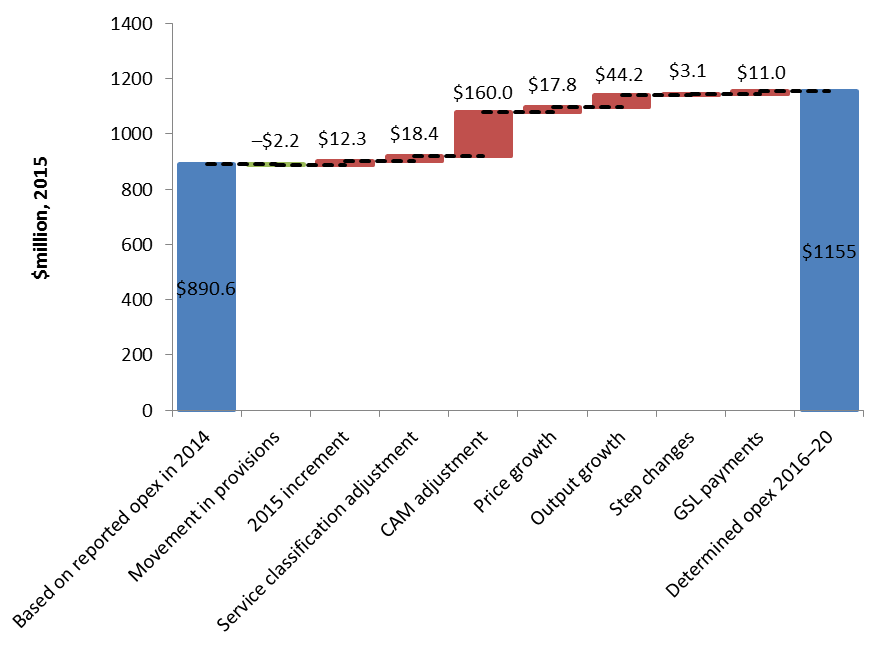 $million, 2015
1400
1200
1000
800
600
400
200
0
$890.6
–$2.2
$12.3
$18.4
$160.0
$17.8
$44.2
$3.1
$11.0
$1155
Based on reported opex in 2014
Movement in provisions
2015 increment
Service classification adjustment
CAM adjustment
Price growth
Output growth
Step changes
GSL payments
Determined opex 2016–20